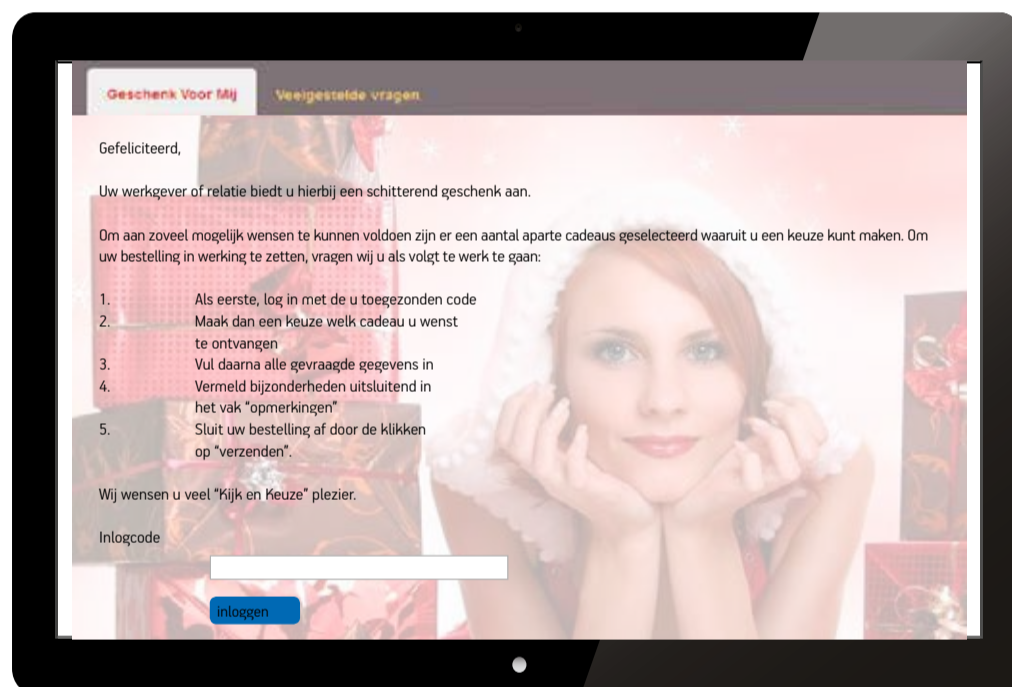 Geschenk Voor Mij
Veelgestelde vragen
Gefeliciteerd,
Uw werkgever of relatie biedt u hierbij een schitterend geschenk aan.
Om aan zoveel mogelijk wensen te kunnen voldoen zijn er een aantal aparte cadeaus geselecteerd waaruit u een keuze kunt maken. Om
uw bestelling in werking te zetten, vragen wij u als volgt te werk te gaan:
1. Als eerste, log in met de u toegezonden code
2. Maak dan een keuze welk cadeau u wenst
te ontvangen
3. Vul daarna alle gevraagde gegevens in
4. Vermeld bijzonderheden uitsluitend in
het vak “opmerkingen”
5. Sluit uw bestelling af door de klikken
op “verzenden”.
Wij wensen u veel “Kijk en Keuze” plezier.
Inlogcode
inloggen